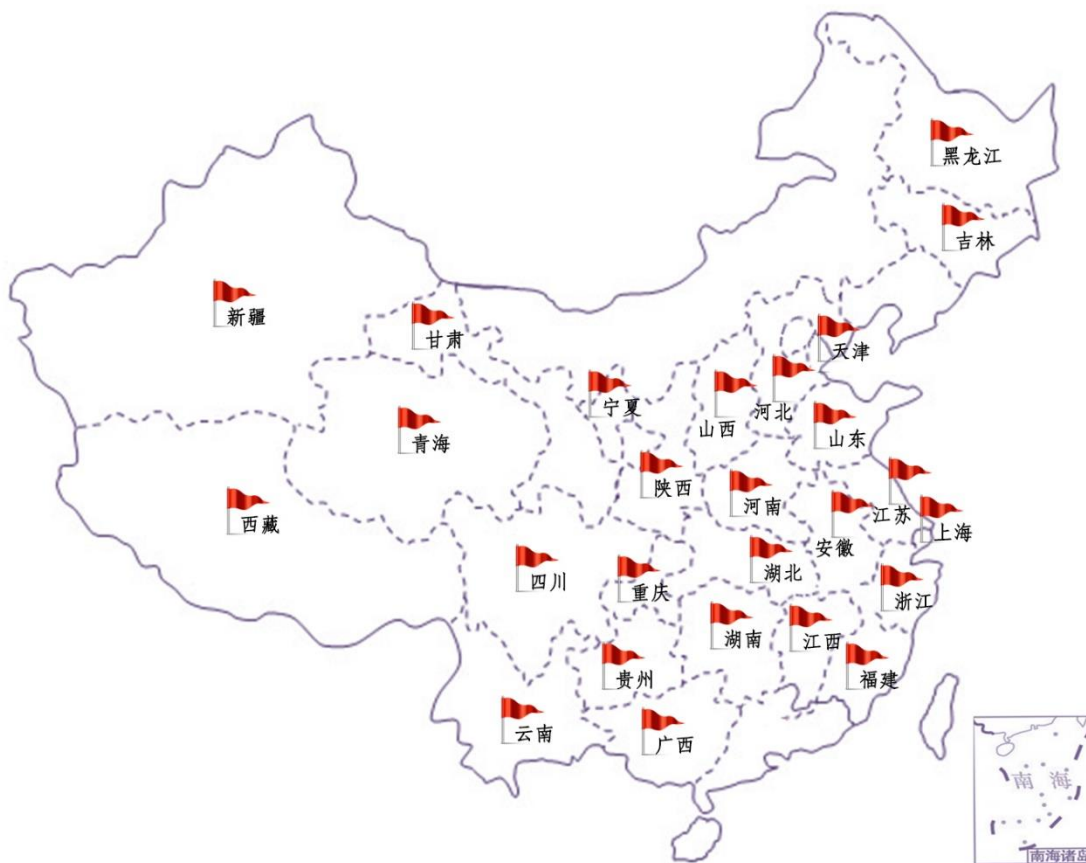 黑龙江
吉林
新疆
甘肃
天津
宁夏
河北
山西
青海
山东
陕西
河南
江苏
西藏
上海
安徽
湖北
四川
重庆
浙江
湖南
江西
贵州
福建
云南
广西
南海
南海诸岛